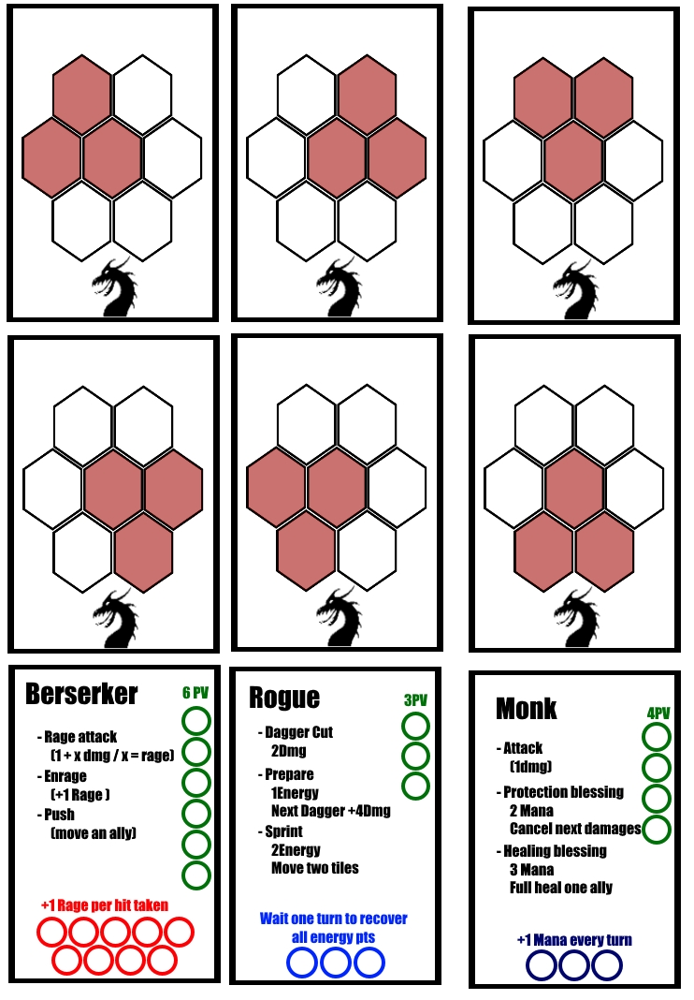 Berserker
6 PV
- Rage attack
(1 + x dmg / x = rage)
- Enrage
(+1 Rage )
- Push
(move an ally)
+1 Rage per hit taken
Rogue
3PV
- Dagger Cut
2Dmg
- Prepare
1Energy
Next Dagger +4Dmg
- Sprint
2Energy
Move two tiles
Wait one turn to recover
all energy pts
Monk
4PV
- Attack
(1dmg)
- Protection blessing
2 Mana
Cancel next damages
- Healing blessing
3 Mana
Full heal one ally
+1 Mana every turn